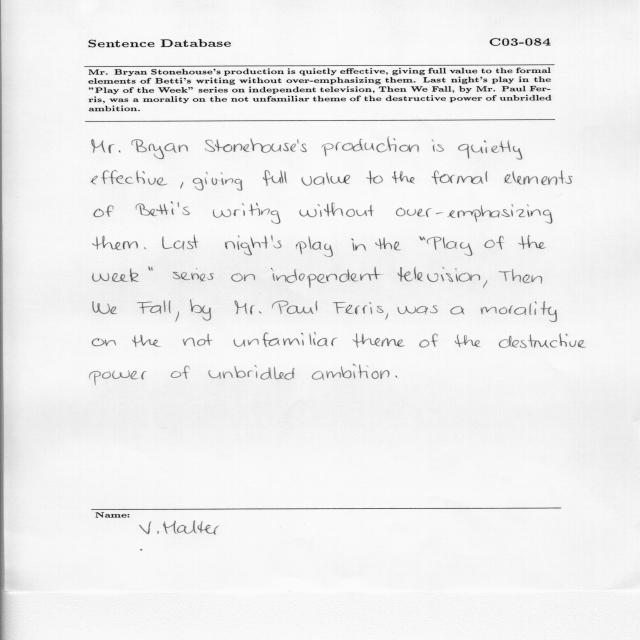 Sentence Database C03-084
Mr. Bryan Stonehouse's production is quietly effective, giving full value to the formal
elements of Betti's writing without over-emphasizing them. Last night's play in the
"Play of the Week" series on independent television, Then We Fall, by Mr. Paul Fer-
ris, was a morality on the not unfamiliar theme of the destructive power of unbridled
ambition.
Mr. Bryan Stonehouse's production is quietly
effective, giving full value to the formal elements
of Betti's writing without over-emphasizing
them. Last night's play in the "Play of the
week" series on independent television, Then
We Fall, by Mr. Paul Ferris, was a morality
on the not unfamiliar theme of the destructive
power of unbridled ambition.
Name:
V. Malter